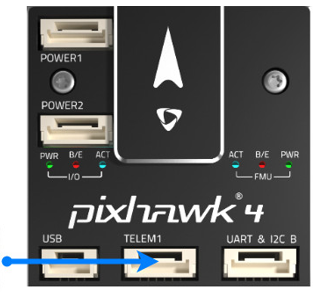 POWER1
POWER2
PWR B/E ACT
I/O
ACT B/E PWR
FMU
pixhawk® 4
USB
TELEM1
UART & I2C B